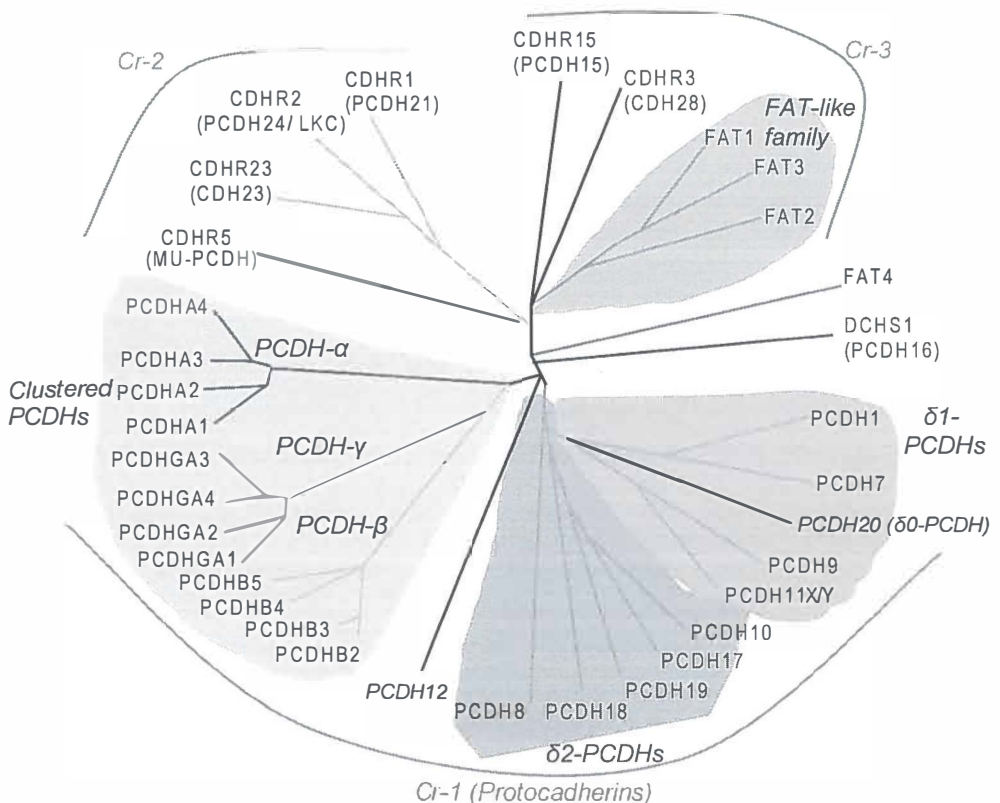 Cr-2
CDHR1
(PCDH21)
CDHR2
(PCDH24/ LKC)
CDHR23
(CDH23)
CDHR5
(MU-PCDH)
CDHR15
(PCDH15)
CDHR3
(CDH28)
Cr-3
FAT-like
family
FAT1
FAT3
FAT2
FAT4
DCHS1
(PCDH16)
Clustered
PCDHs
PCDHA4
PCDHA3
PCDHA2
PCDHA1
PCDH-α
PCDHGA3
PCDHGA4
PCDHGA2
PCDHGA1
PCDH-γ
PCDH-β
PCDHB5
PCDHB4
PCDHB3
PCDHB2
PCDH12
δ1-
PCDHs
PCDH1
PCDH7
PCDH20 (δ0-PCDH)
PCDH9
PCDH11X/Y
PCDH10
PCDH17
PCDH19
PCDH18
PCDH8
δ2-PCDHs
Cr-1 (Protocadherins)